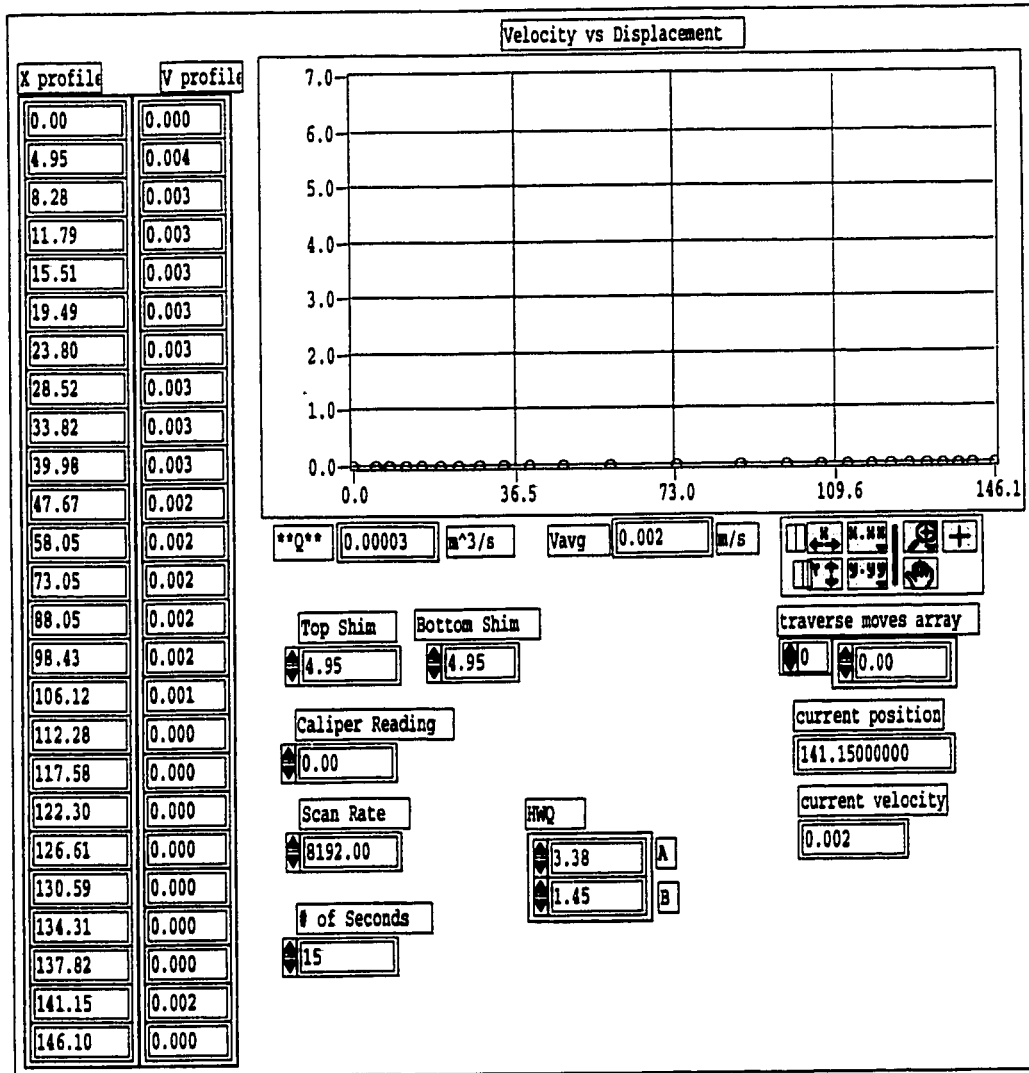 Velocity vs Displacement
X profile V profile
0.00 0.000
4.95 0.004
8.28 0.003
11.79 0.003
15.51 0.003
19.49 0.003
23.80 0.003
28.52 0.003
33.82 0.003
39.98 0.003
47.67 0.002
58.05 0.002
73.05 0.002
88.05 0.002
98.43 0.002
106.12 0.001
112.28 0.000
117.58 0.000
122.30 0.000
126.61 0.000
130.59 0.000
134.31 0.000
137.82 0.000
141.15 0.002
146.10 0.000
7.0
6.0
5.0
4.0
3.0
2.0
1.0
0.0
0.0 36.5 73.0 109.6 146.1
**Q** 0.00003 m^3/s Vavg 0.002 m/s
X X.XX
Y Y.YY
Top Shim Bottom Shim
4.95 4.95
traverse moves array
0 0.00
Caliper Reading
0.00
current position
141.15000000
Scan Rate
8192.00
HWQ
3.38 A
1.45 B
current velocity
0.002
# of Seconds
15